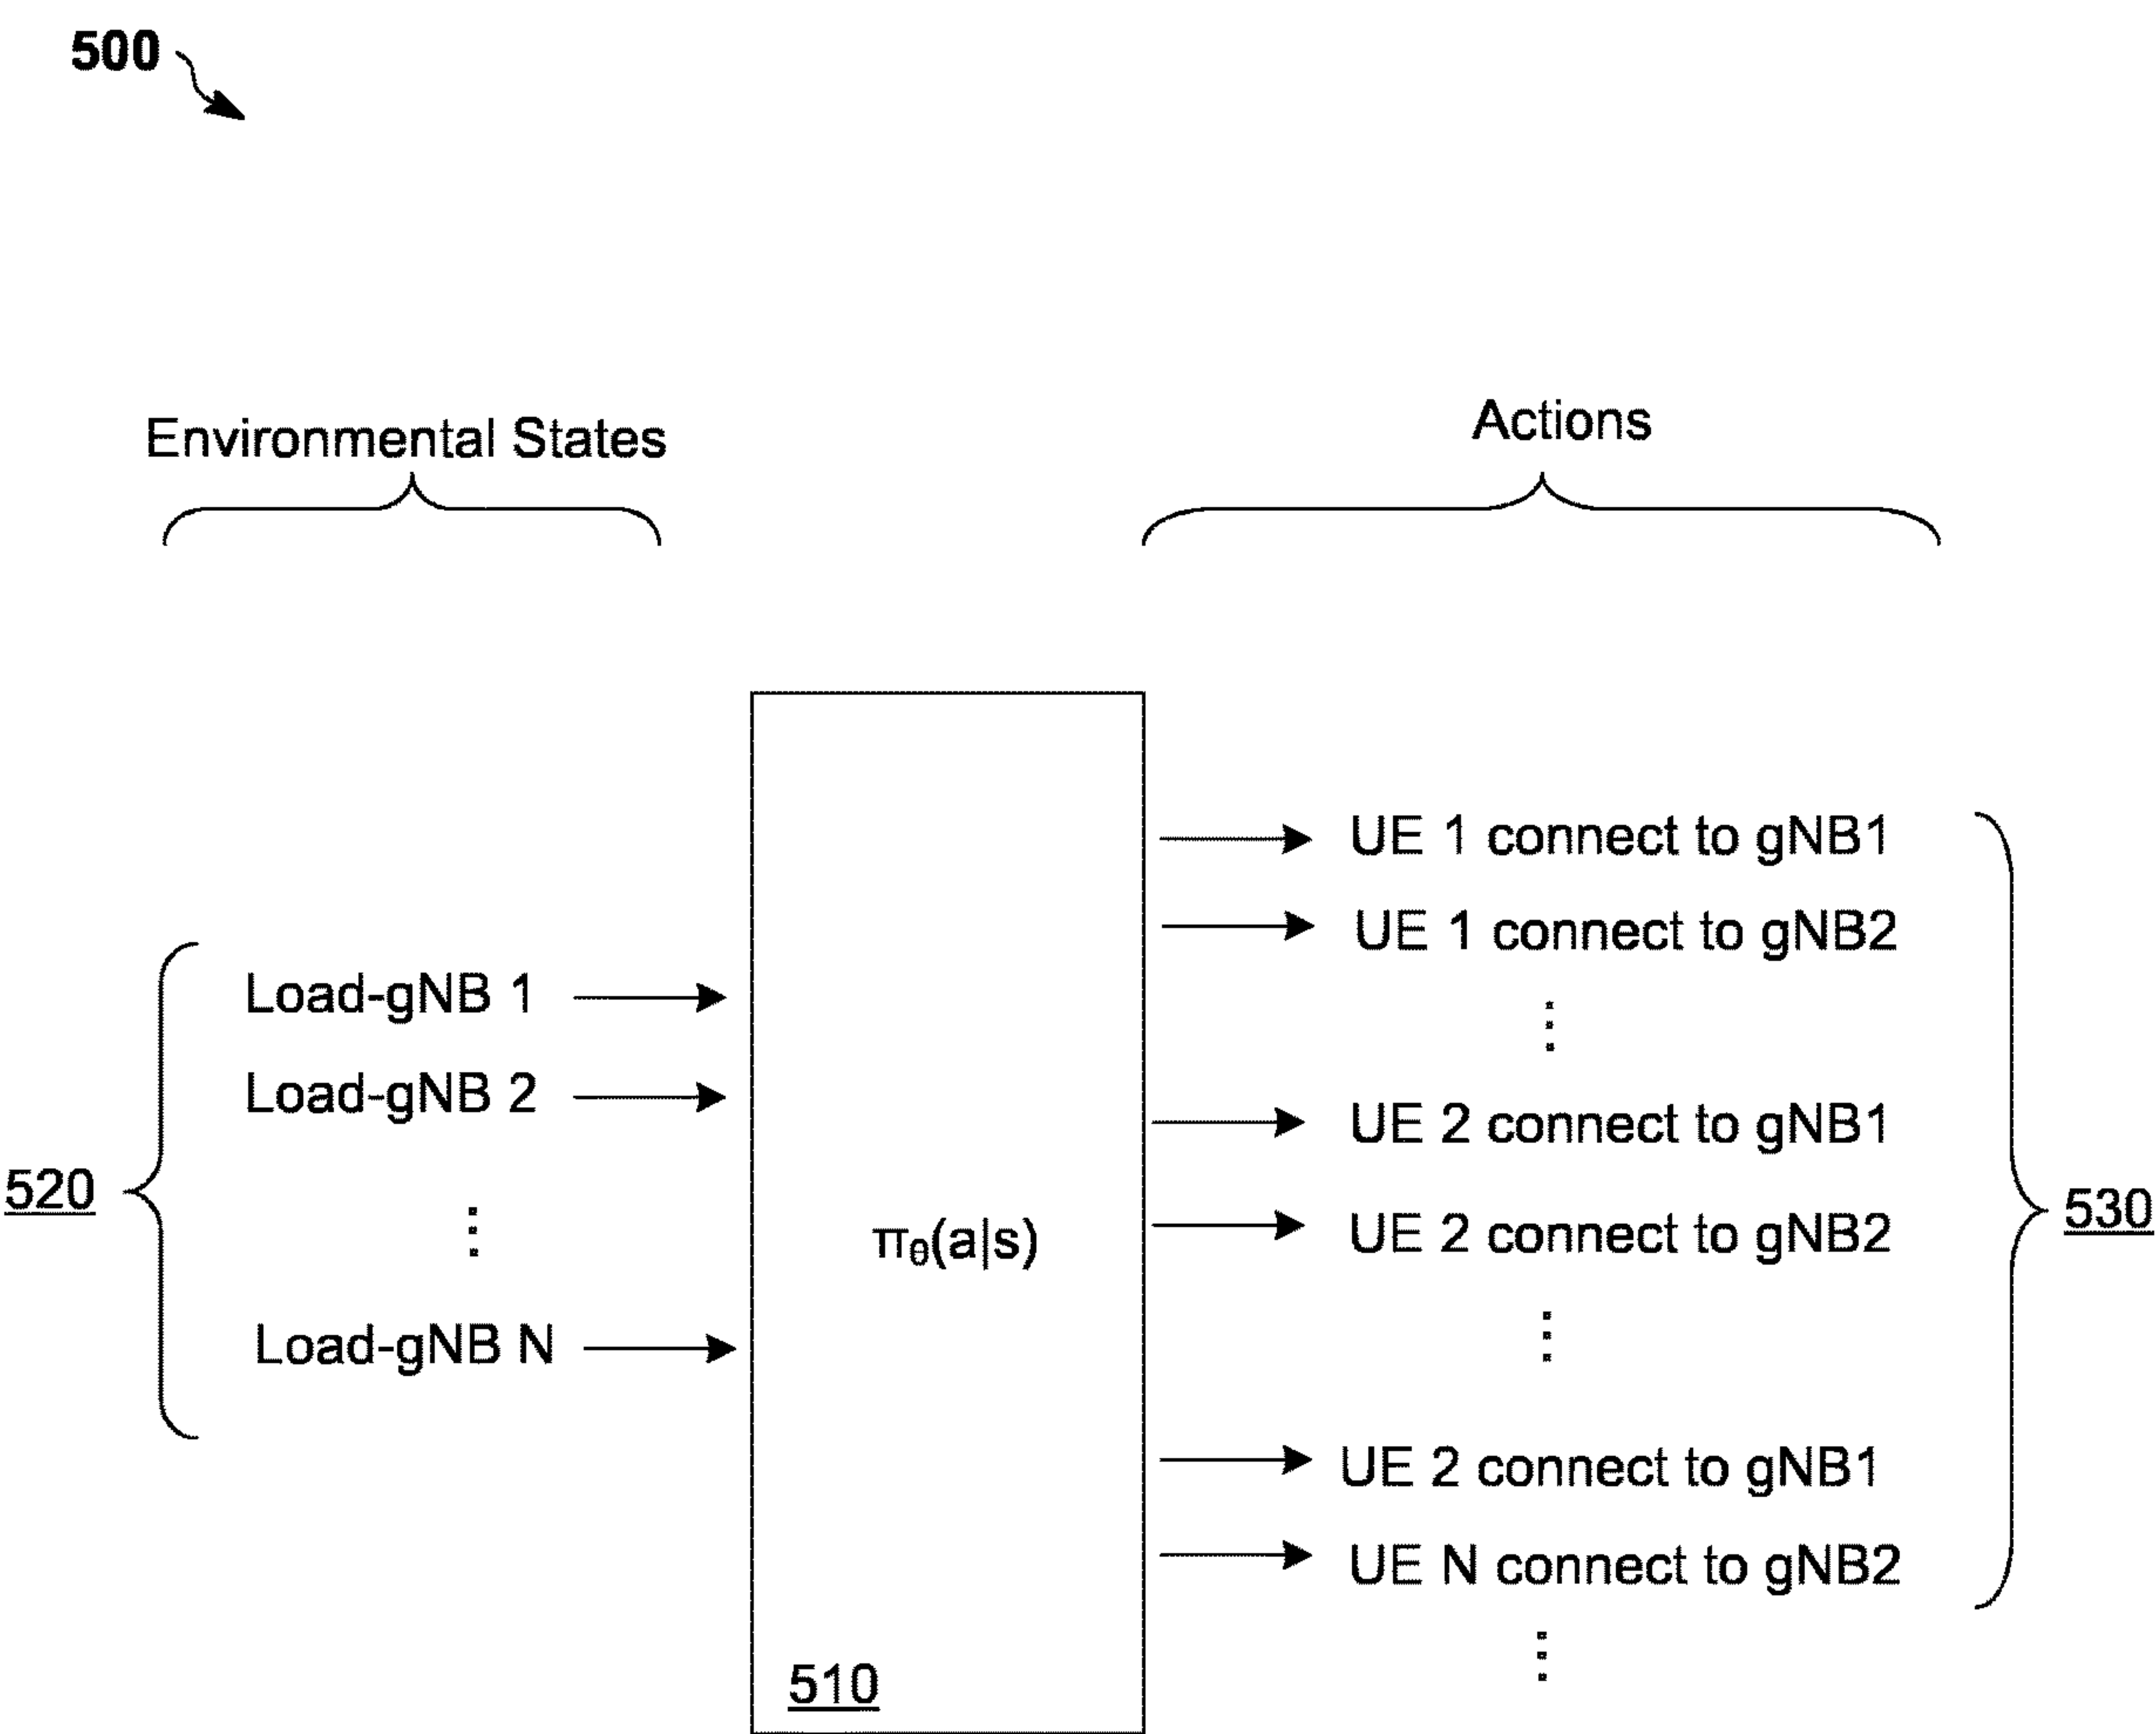 500
Environmental States
Actions
UE 1 connect to gNB1
UE 1 connect to gNB2
Load-gNB 1
Load-gNB 2
UE 2 connect to gNB1
520
530
πθ(a|s)
UE 2 connect to gNB2
Load-gNB N
UE 2 connect to gNB1
UE N connect to gNB2
510